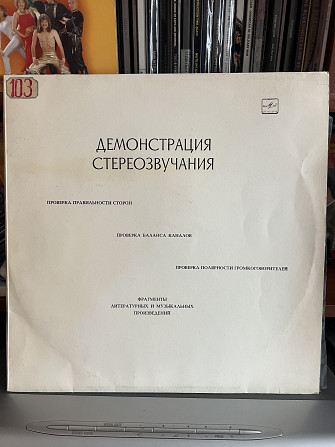 103
ДЕМОНСТРАЦИЯ
СТЕРЕОЗВУЧАНИЯ
ПРОВЕРКА ПРАВИЛЬНОСТИ СТОРОН
ПРОВЕРКА БАЛАНСА КАНАЛОВ
ПРОВЕРКА ПОЛЯРНОСТИ ГРОМКОГОВОРИТЕЛЕЙ
ФРАГМЕНТЫ
ЛИТЕРАТУРНЫХ И МУЗЫКАЛЬНЫХ
ПРОИЗВЕДЕНИЙ